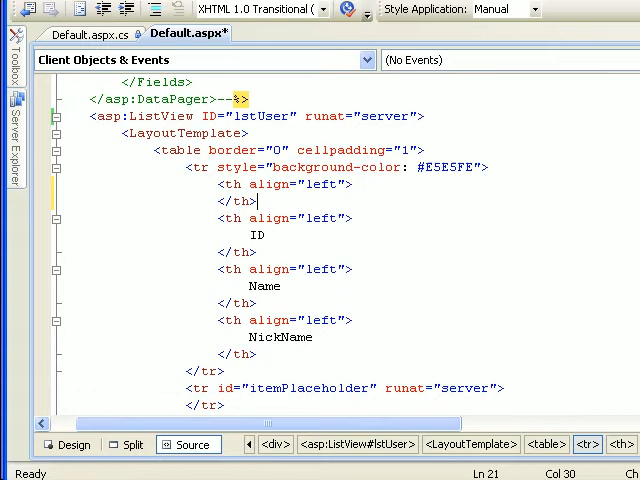 XHTML 1.0 Transitional (
Style Application: Manual
Default.aspx.cs
Default.aspx*
Client Objects & Events
(No Events)
Toolbox
Server Explorer
</Fields>
</asp:DataPager>--%>
<asp:ListView ID="lstUser" runat="server">
<LayoutTemplate>
<table border="0" cellpadding="1">
<tr style="background-color: #E5E5FE">
<th align="left">
</th>
<th align="left">
ID
</th>
<th align="left">
Name
</th>
<th align="left">
NickName
</th>
</tr>
<tr id="itemPlaceholder" runat="server">
</tr>
Design
Split
Source
<div>
<asp:ListView#lstUser>
<LayoutTemplate>
<table>
<tr>
<th>
Ready
Ln 21
Col 30
Ch